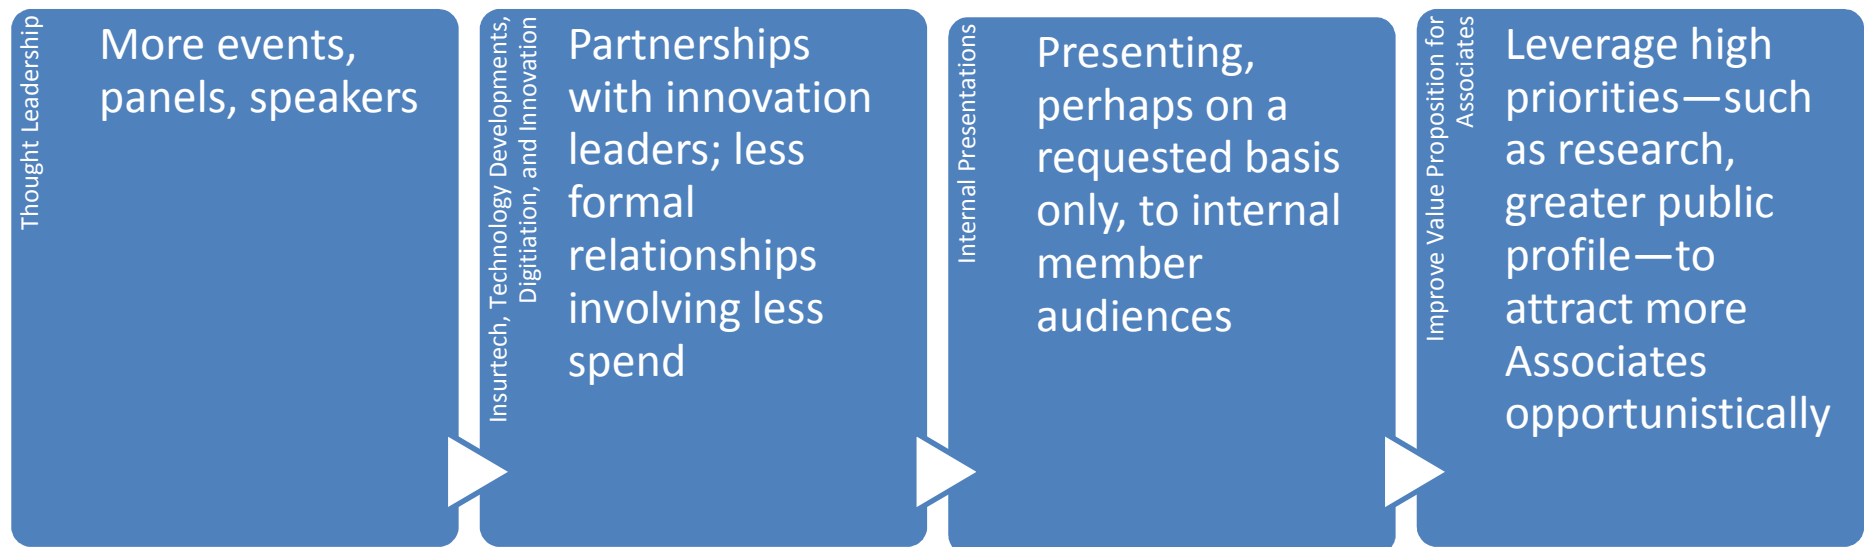 Thought Leadership
More events,
panels, speakers
Insurtech, Technology Developments,
Digitiation, and Innovation
Partnerships
with innovation
leaders; less
formal
relationships
involving less
spend
Internal Presentations
Presenting,
perhaps on a
requested basis
only, to internal
member
audiences
Improve Value Proposition for
Associates
Leverage high
priorities—such
as research,
greater public
profile—to
attract more
Associates
opportunistically